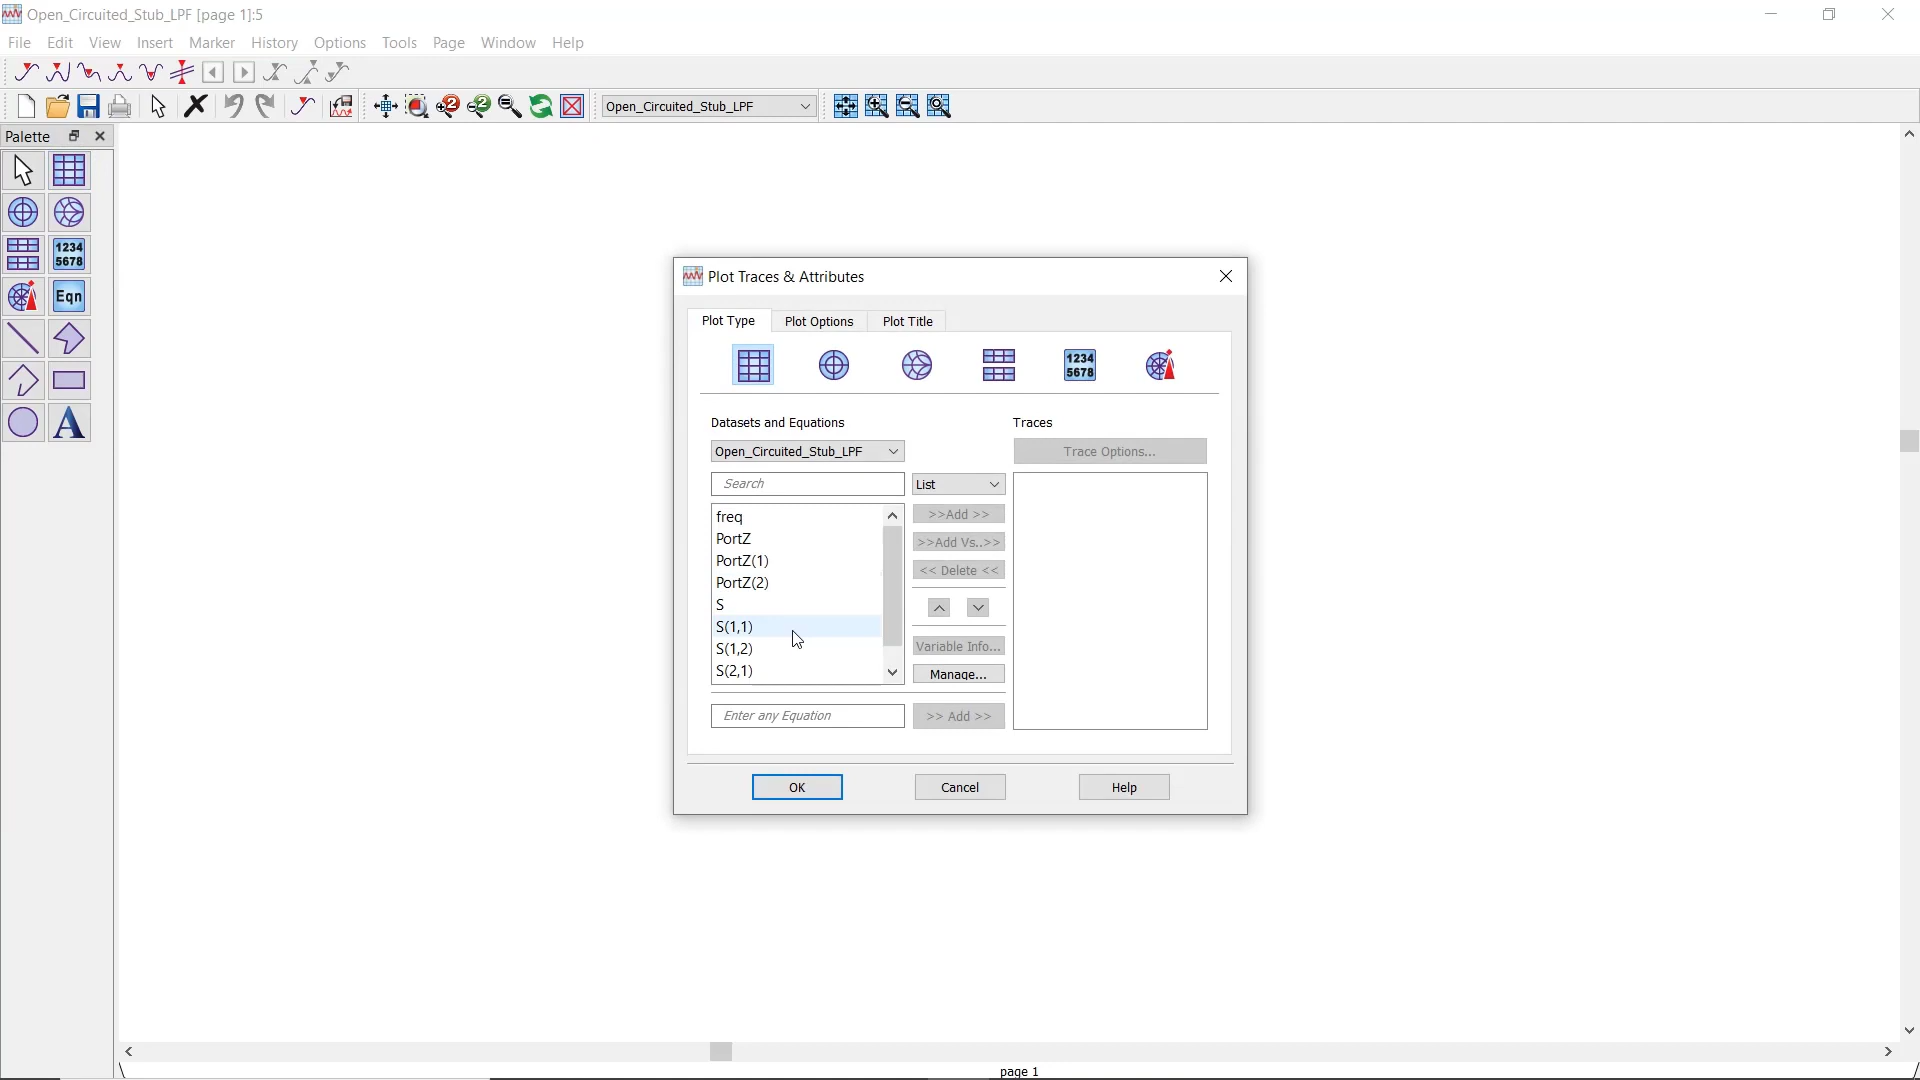 Open_Circuited_Stub_LPF [page 1]:5
File Edit View Insert Marker History Options Tools Page Window Help
Open_Circuited_Stub_LPF
Palette
1234
5678
Eqn
A
Plot Traces & Attributes
Plot Type Plot Options Plot Title
1234
5678
Datasets and Equations
Traces
Open_Circuited_Stub_LPF
Trace Options...
Search
List
freq
PortZ
PortZ(1)
PortZ(2)
S
S(1,1)
S(1,2)
S(2,1)
>>Add >>
>>Add Vs..>>
<< Delete <<
Variable Info...
Manage...
Enter any Equation
>> Add >>
OK Cancel Help
page 1